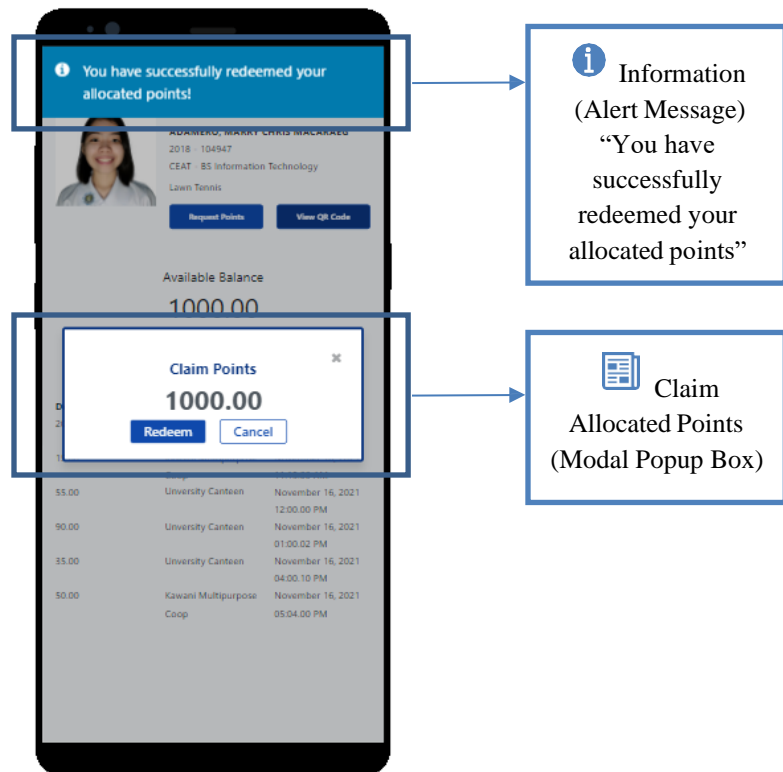 You have successfully redeemed your
allocated points!
ADAMERO, MARRY CHRIS MACARAEG
2018 - 104947
CEAT - BS Information Technology
Lawn Tennis
Request Points View QR Code
Available Balance
1000.00
Claim Points
1000.00
Redeem Cancel
55.00 Unversity Canteen November 16, 2021
12:00.00 PM
90.00 Unversity Canteen November 16, 2021
01:00.02 PM
35.00 Unversity Canteen November 16, 2021
04:00.10 PM
50.00 Kawani Multipurpose November 16, 2021
Coop 05:04.00 PM
Information
(Alert Message)
“You have
successfully
redeemed your
allocated points”
Claim
Allocated Points
(Modal Popup Box)